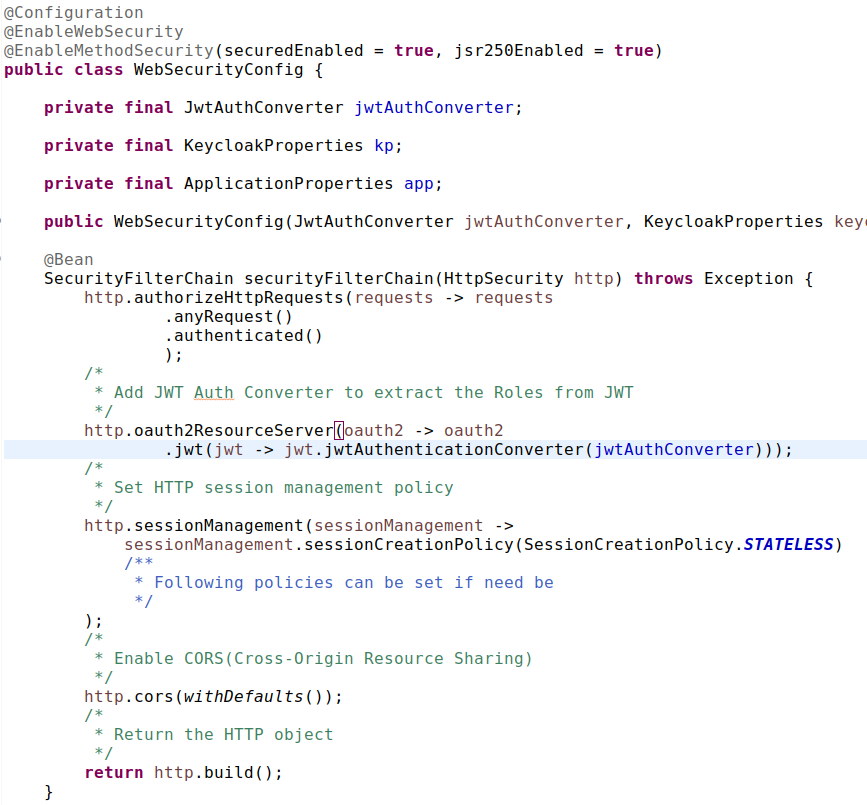 @Configuration
@EnableWebSecurity
@EnableMethodSecurity(securedEnabled = true, jsr250Enabled = true)
public class WebSecurityConfig {
private final JwtAuthConverter jwtAuthConverter;
private final KeycloakProperties kp;
private final ApplicationProperties app;
public WebSecurityConfig(JwtAuthConverter jwtAuthConverter, KeycloakProperties
@Bean
SecurityFilterChain securityFilterChain(HttpSecurity http) throws Exception {
http.authorizeHttpRequests(requests -> requests
.anyRequest()
.authenticated()
);
/*
* Add JWT Auth Converter to extract the Roles from JWT
*/
http.oauth2ResourceServer(oauth2 -> oauth2
.jwt(jwt -> jwt.jwtAuthenticationConverter(jwtAuthConverter)));
/*
* Set HTTP session management policy
*/
http.sessionManagement(sessionManagement ->
sessionManagement.sessionCreationPolicy(SessionCreationPolicy.STATELESS)
/**
* Following policies can be set if need be
*/
);
/*
* Enable CORS(Cross-Origin Resource Sharing)
*/
http.cors(withDefaults());
/*
* Return the HTTP object
*/
return http.build();
}